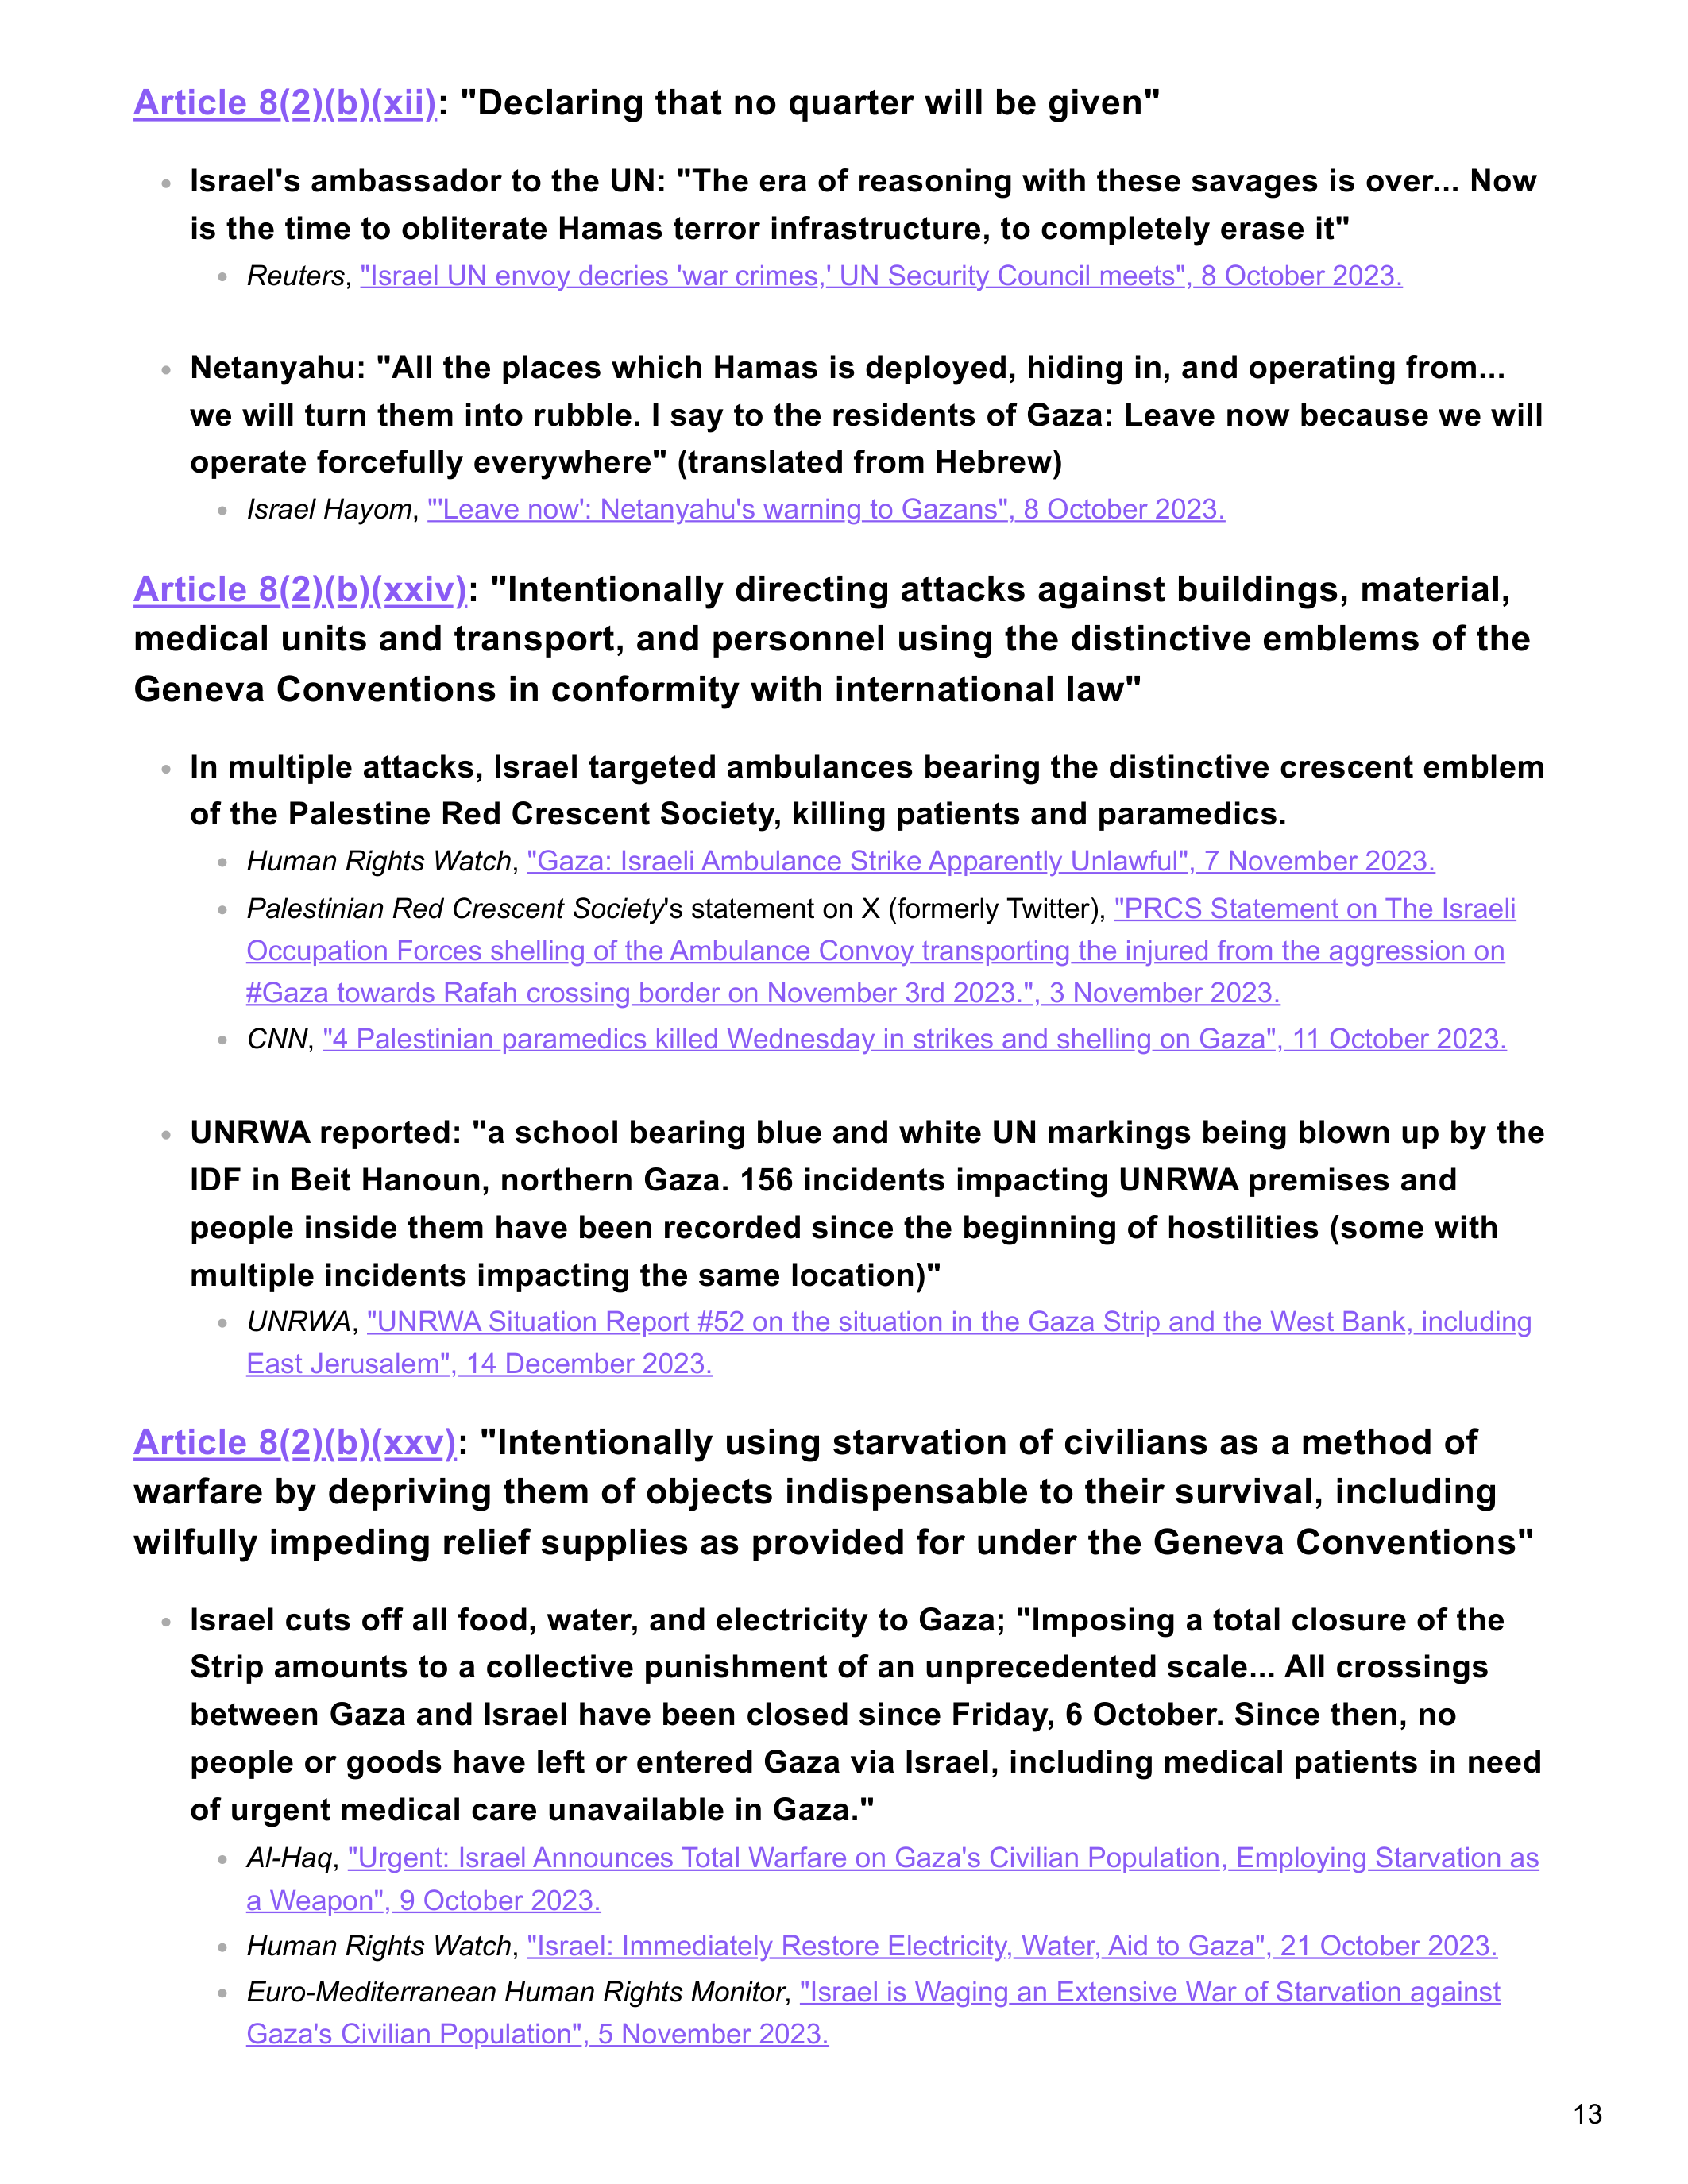 Article 8(2)(b)(xii): "Declaring that no quarter will be given"
Israel's ambassador to the UN: "The era of reasoning with these savages is over... Now
is the time to obliterate Hamas terror infrastructure, to completely erase it"
Reuters, "Israel UN envoy decries 'war crimes,' UN Security Council meets", 8 October 2023.
Netanyahu: "All the places which Hamas is deployed, hiding in, and operating from...
we will turn them into rubble. I say to the residents of Gaza: Leave now because we will
operate forcefully everywhere" (translated from Hebrew)
Israel Hayom, "'Leave now': Netanyahu's warning to Gazans", 8 October 2023.
Article 8(2)(b)(xxiv): "Intentionally directing attacks against buildings, material,
medical units and transport, and personnel using the distinctive emblems of the
Geneva Conventions in conformity with international law"
In multiple attacks, Israel targeted ambulances bearing the distinctive crescent emblem
of the Palestine Red Crescent Society, killing patients and paramedics.
Human Rights Watch, "Gaza: Israeli Ambulance Strike Apparently Unlawful", 7 November 2023.
Palestinian Red Crescent Society's statement on X (formerly Twitter), "PRCS Statement on The Israeli
Occupation Forces shelling of the Ambulance Convoy transporting the injured from the aggression on
#Gaza towards Rafah crossing border on November 3rd 2023.", 3 November 2023.
CNN, "4 Palestinian paramedics killed Wednesday in strikes and shelling on Gaza", 11 October 2023.
UNRWA reported: "a school bearing blue and white UN markings being blown up by the
IDF in Beit Hanoun, northern Gaza. 156 incidents impacting UNRWA premises and
people inside them have been recorded since the beginning of hostilities (some with
multiple incidents impacting the same location)"
UNRWA, "UNRWA Situation Report #52 on the situation in the Gaza Strip and the West Bank, including
East Jerusalem", 14 December 2023.
Article 8(2)(b)(xxv): "Intentionally using starvation of civilians as a method of
warfare by depriving them of objects indispensable to their survival, including
wilfully impeding relief supplies as provided for under the Geneva Conventions"
Israel cuts off all food, water, and electricity to Gaza; "Imposing a total closure of the
Strip amounts to a collective punishment of an unprecedented scale... All crossings
between Gaza and Israel have been closed since Friday, 6 October. Since then, no
people or goods have left or entered Gaza via Israel, including medical patients in need
of urgent medical care unavailable in Gaza."
Al-Haq, "Urgent: Israel Announces Total Warfare on Gaza's Civilian Population, Employing Starvation as
a Weapon", 9 October 2023.
Human Rights Watch, "Israel: Immediately Restore Electricity, Water, Aid to Gaza", 21 October 2023.
Euro-Mediterranean Human Rights Monitor, "Israel is Waging an Extensive War of Starvation against
Gaza's Civilian Population", 5 November 2023.
13